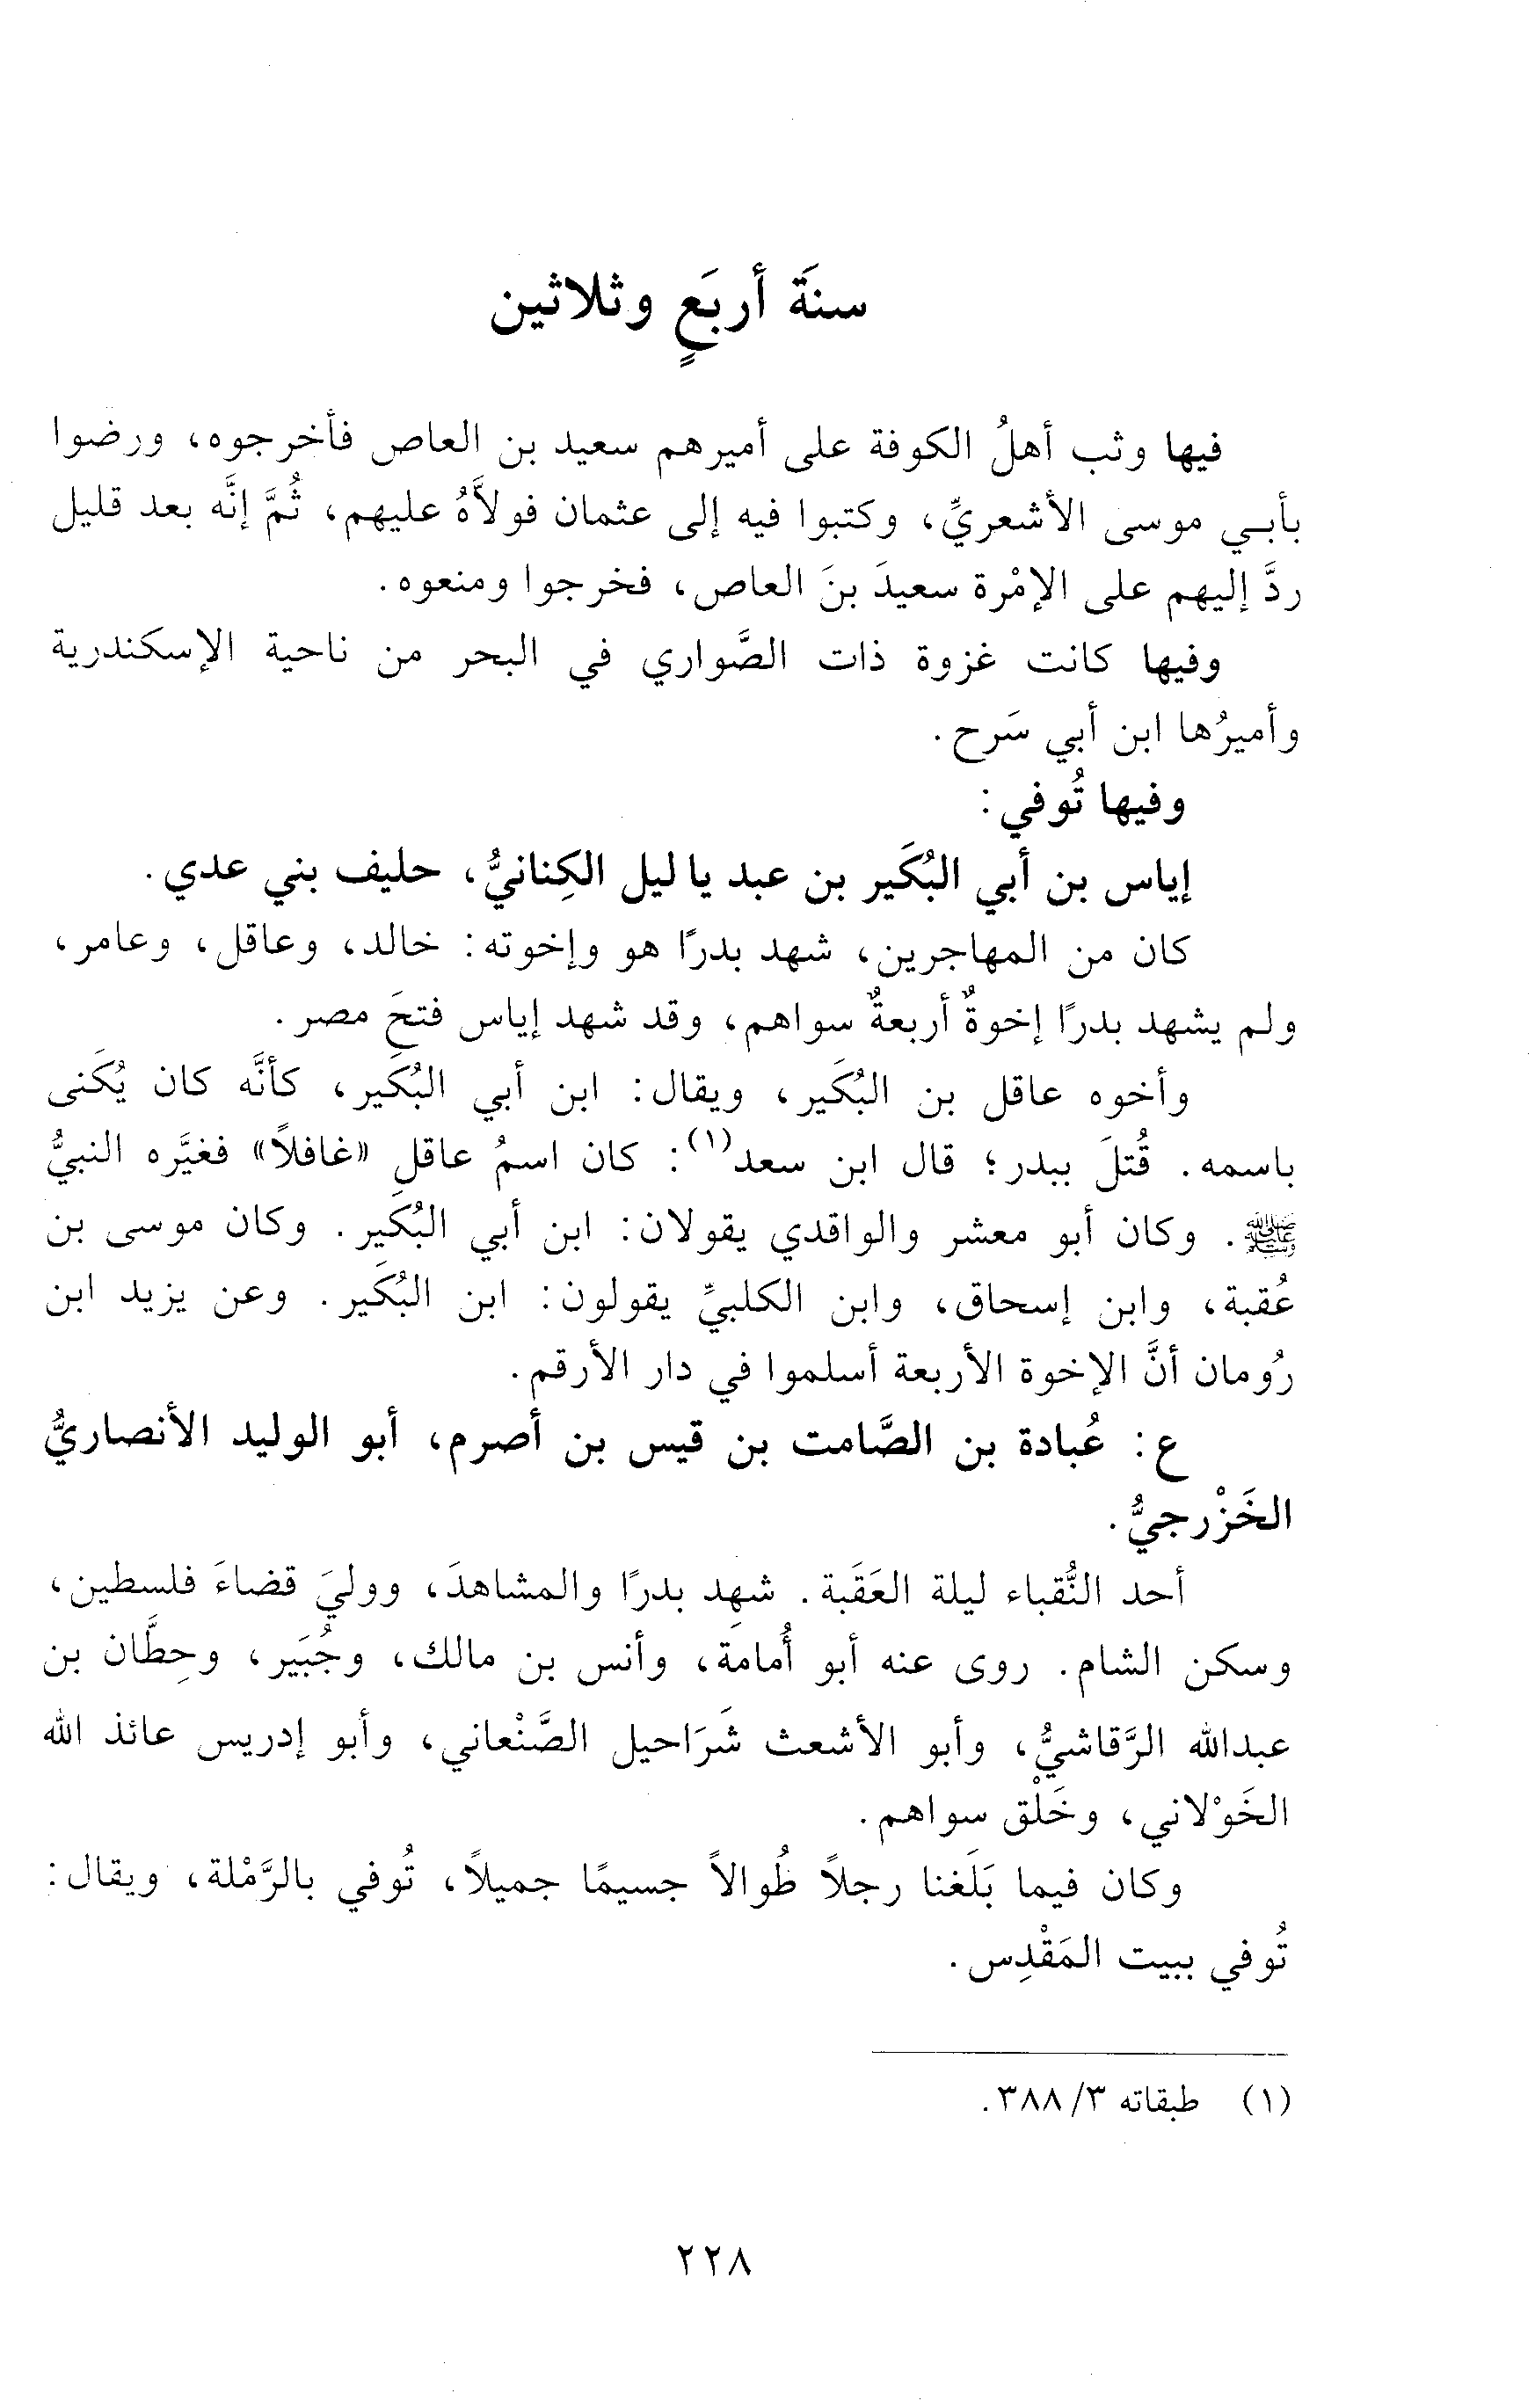 سنَة أربَعٍ وثلاثين
فيها وثب أهلُ الكوفة على أميرهم سعيد بن العاص فأخرجوه، ورضوا
بأبي موسى الأشعريِّ، وكتبوا فيه إلى عثمان فولاَّهُ عليهم، ثُمَّ إنَّه بعد قليل
ردَّ إليهم على الإمْرة سعيدَ بنَ العاص، فخرجوا ومنعوه.
وفيها كانت غزوة ذات الصَّواري في البحر من ناحية الإسكندرية
وأميرُها ابن أبي سَرح.
وفيها تُوفي:
إياس بن أبي البُكَير بن عبد ياليل الكِنانيُّ، حليف بني عدي.
كان من المهاجرين، شهد بدرًا هو وإخوته: خالد، وعاقل، وعامر،
ولم يشهد بدرًا إخوةٌ أربعةٌ سواهم، وقد شهد إياس فتحَ مصر.
وأخوه عاقل بن البُكَير، ويقال: ابن أبي البُكَير، كأنَّه كان يُكَنى
باسمه. قُتلَ ببدر؛ قال ابن سعد(١): كان اسمُ عاقلِ «غافلاً» فغيَّره النبيُّ
ﷺ. وكان أبو معشر والواقدي يقولان: ابن أبي البُكَير. وكان موسى بن
عُقبة، وابن إسحاق، وابن الكلبيِّ يقولون: ابن البُكَير. وعن يزيد ابن
رُومان أنَّ الإخوة الأربعة أسلموا في دار الأرقم.
ع: عُبادة بن الصَّامت بن قيس بن أصرم، أبو الوليد الأنصاريُّ
الخَزْرجيُّ.
أحد النُّقباء ليلة العَقَبة. شهِد بدرًا والمشاهدَ، ووليَ قضاءَ فلسطين،
وسكن الشام. روى عنه أبو أُمامة، وأنس بن مالك، وجُبَير، وحِطَّان بن
عبدالله الرَّقاشيُّ، وأبو الأشعث شَرَاحيل الصَّنْعاني، وأبو إدريس عائذ الله
الخَوْلاني، وخَلْق سواهم.
وكان فيما بَلَغنا رجلاً طُوالاً جسيمًا جميلاً، تُوفي بالرَّمْلة، ويقال:
تُوفي ببيت المَقْدِس.
(١) طبقاته ٣/ ٣٨٨.
٢٢٨